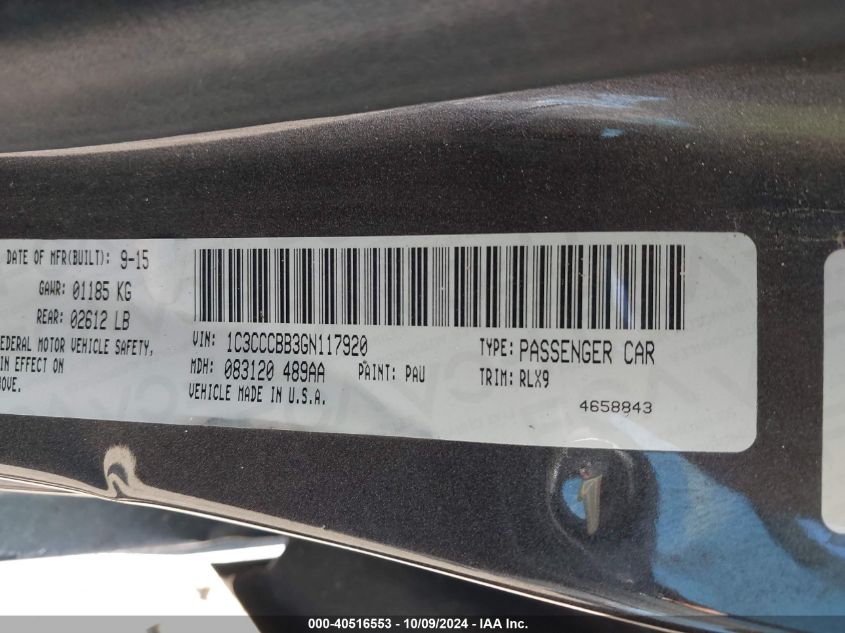 DATE OF MFR(BUILT): 9-15
GAWR: 01185 KG
REAR: 02612 LB
FEDERAL MOTOR VEHICLE SAFETY,
IN EFFECT ON
OVE.
VIN: 1C3CCCBB3GN117920
MDH: 083120 489AA PAINT: PAU
VEHICLE MADE IN U.S.A.
TYPE: PASSENGER CAR
TRIM: RLX9
4658843
000-40516553 - 10/09/2024 - IAA Inc.